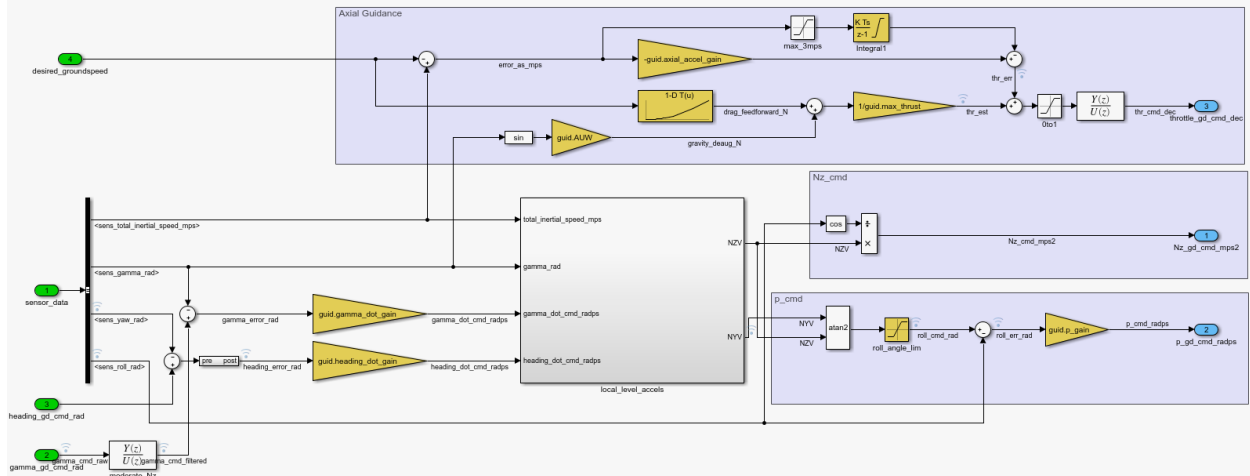 Axial Guidance
K Ts
z-1
max_3mps
Integral1
4
desired_groundspeed
error_as_mps
-guid.axial_accel_gain
thr_err
1-D T(u)
drag_feedforward_N
1/guid.max_thrust
thr_est
0to1
Y(z)
U(z)
thr_cmd_dec
3
throttle_gd_cmd_dec
sin
guid.AUW
gravity_deaug_N
Nz_cmd
<sens_total_inertial_speed_mps>
total_inertial_speed_mps
cos
NZV
NZV
Nz_cmd_mps2
1
Nz_gd_cmd_mps2
<sens_gamma_rad>
gamma_rad
1
sensor_data
p_cmd
<sens_yaw_rad>
gamma_error_rad
guid.gamma_dot_gain
gamma_dot_cmd_radps
gamma_dot_cmd_radps
NYV
NYV
NZV
atan2
roll_angle_lim
roll_cmd_rad
roll_err_rad
guid.p_gain
p_cmd_radps
2
p_gd_cmd_radps
<sens_roll_rad>
pre post
heading_error_rad
guid.heading_dot_gain
heading_dot_cmd_radps
heading_dot_cmd_radps
local_level_accels
3
heading_gd_cmd_rad
2
gamma_gd_cmd_rad
gamma_cmd_raw
Y(z)
U(z)
gamma_cmd_filtered
moderate_Nz